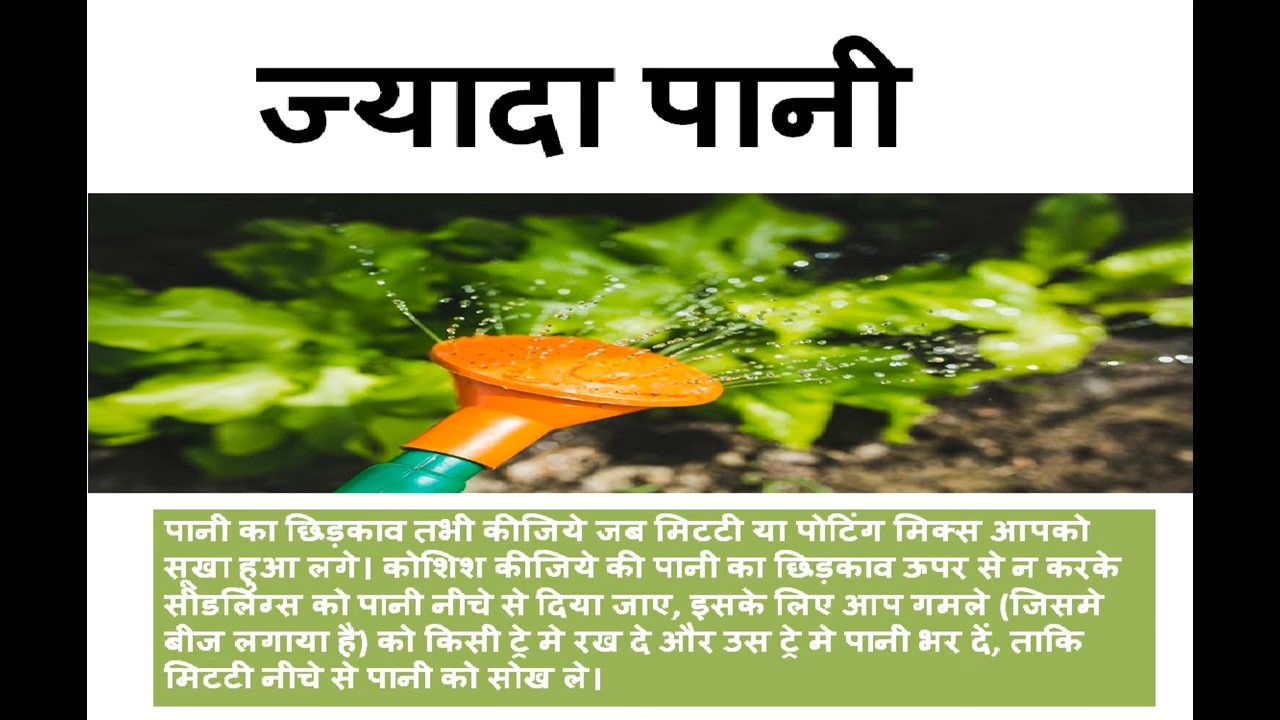 ज्यादा पानी
पानी का छिड़काव तभी कीजिये जब मिटटी या पोटिंग मिक्स आपको
सूखा हुआ लगे। कोशिश कीजिये की पानी का छिड़काव ऊपर से न करके
सीडलिंग्स को पानी नीचे से दिया जाए, इसके लिए आप गमले (जिसमे
बीज लगाया है) को किसी ट्रे मे रख दे और उस ट्रे मे पानी भर दें, ताकि
मिटटी नीचे से पानी को सोख ले।